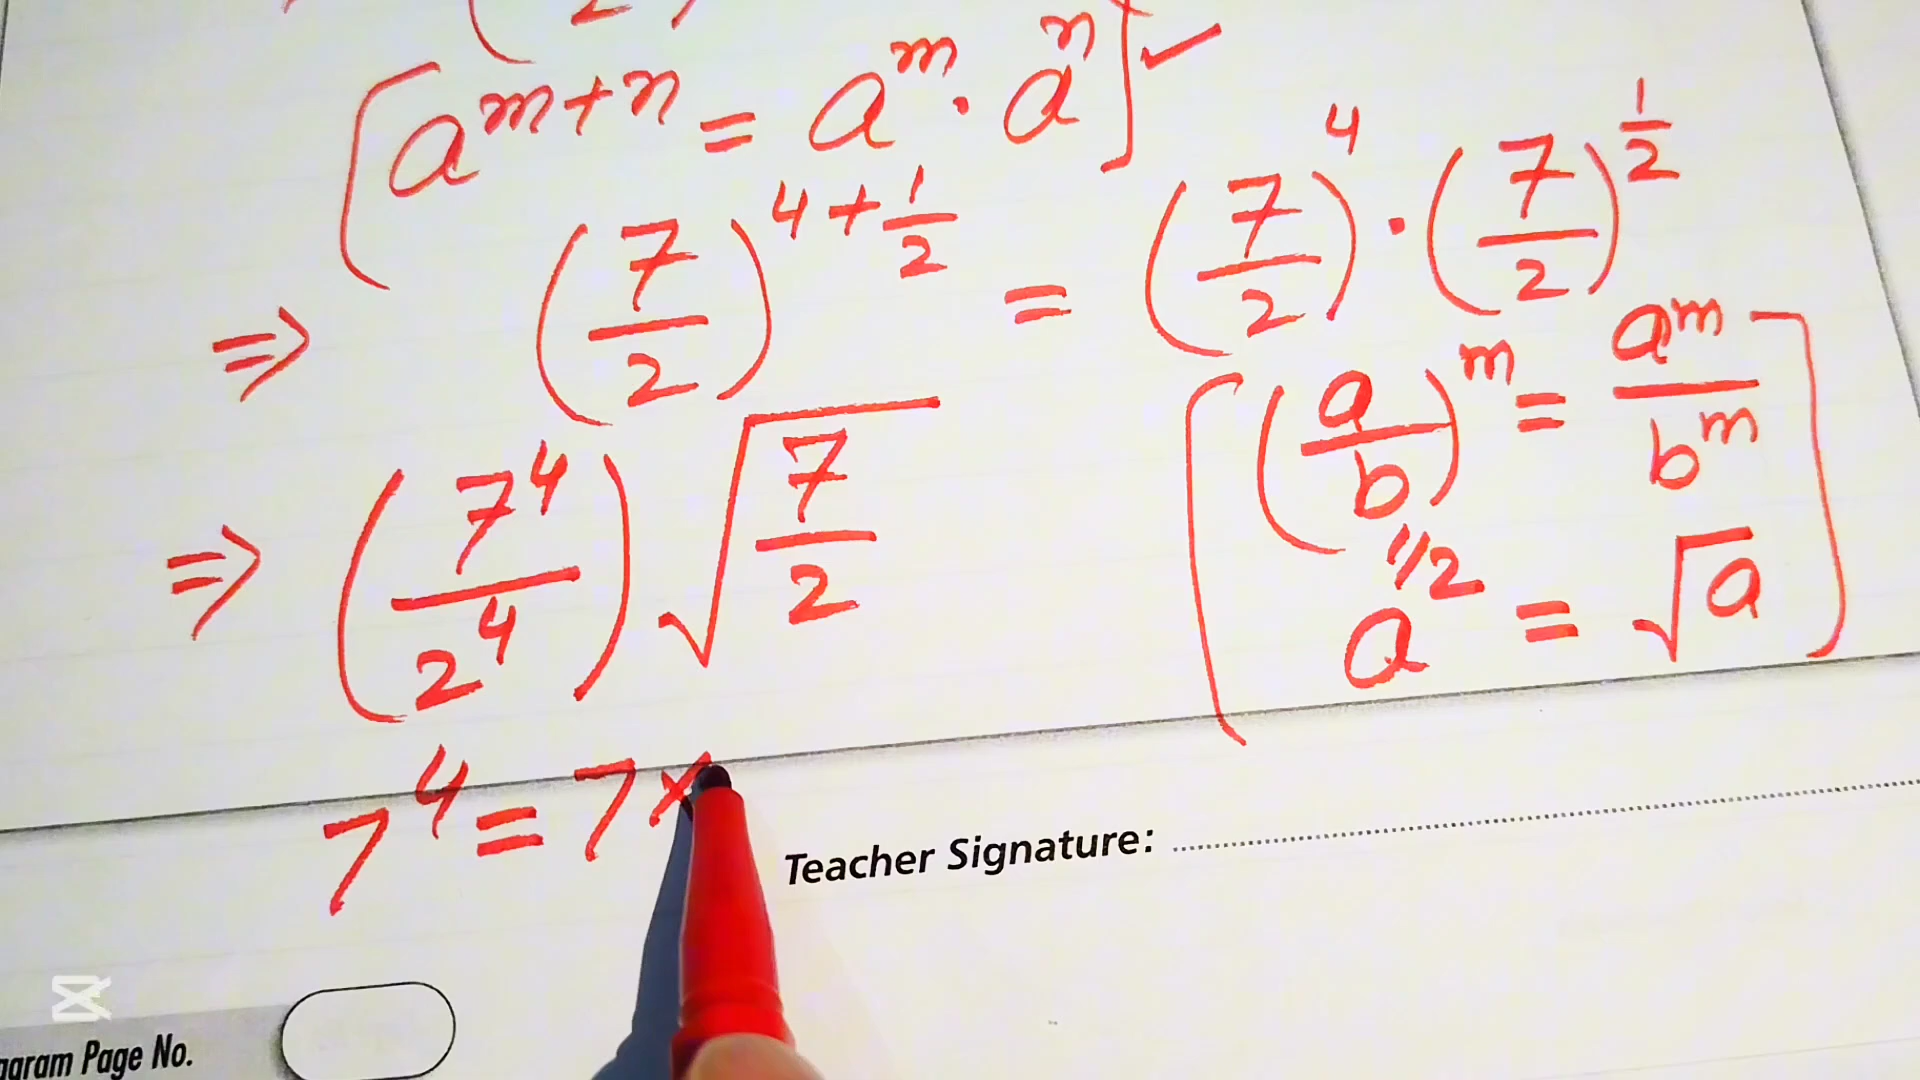 [a^{m+n} = a^m · a^n] ✓
⇒ (7/2)^{4+1/2} = (7/2)^4 · (7/2)^{1/2}
[(a/b)^m = a^m/b^m
a^{1/2} = √a]
⇒ (7^4/2^4) √(7/2)
7^4 = 7×
Teacher Signature:
Page No.